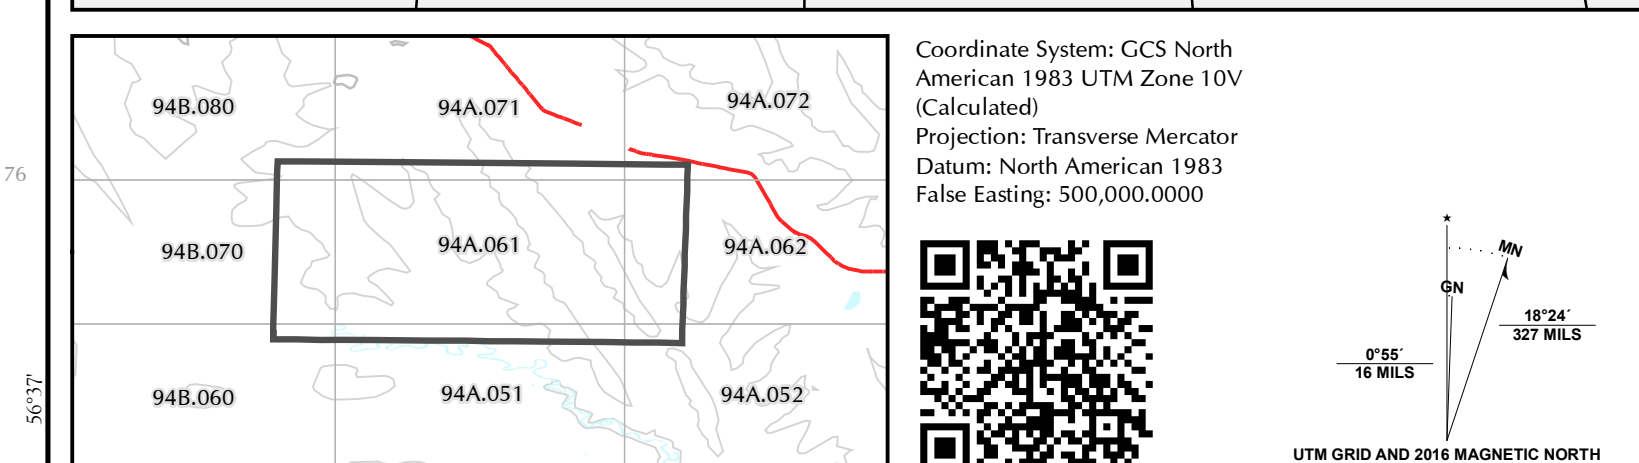 Coordinate System: GCS North
American 1983 UTM Zone 10V
(Calculated)
Projection: Transverse Mercator
Datum: North American 1983
False Easting: 500,000.0000
94B.080
94A.071
94A.072
76
94B.070
94A.061
94A.062
94B.060
94A.051
94A.052
56°37'
MN
GN
18°24´
327 MILS
0°55´
16 MILS
UTM GRID AND 2016 MAGNETIC NORTH